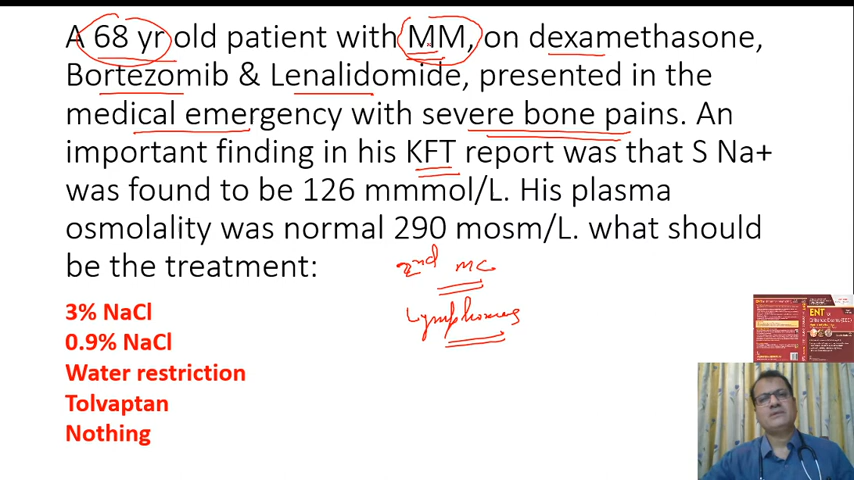 A 68 yr old patient with MM, on dexamethasone,
Bortezomib & Lenalidomide, presented in the
medical emergency with severe bone pains. An
important finding in his KFT report was that S Na+
was found to be 126 mmmol/L. His plasma
osmolality was normal 290 mosm/L. what should
be the treatment:
2nd MC
Lymphomas
3% NaCl
0.9% NaCl
Water restriction
Tolvaptan
Nothing
ENT